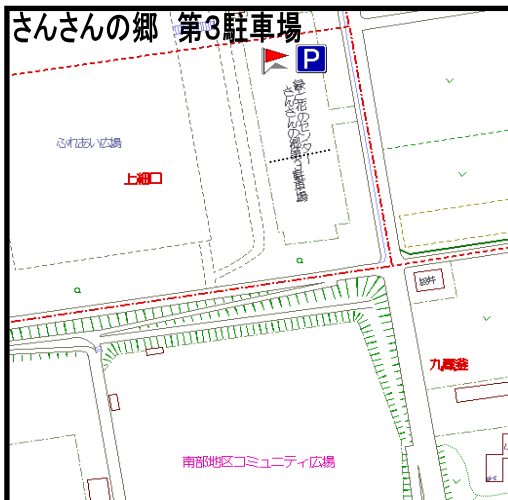 さんさんの郷 第3駐車場
P
緑と花のセンター
さんさんの郷第3駐車場
ふれあい広場
上細口
九蔵釜
南部地区コミュニティ広場